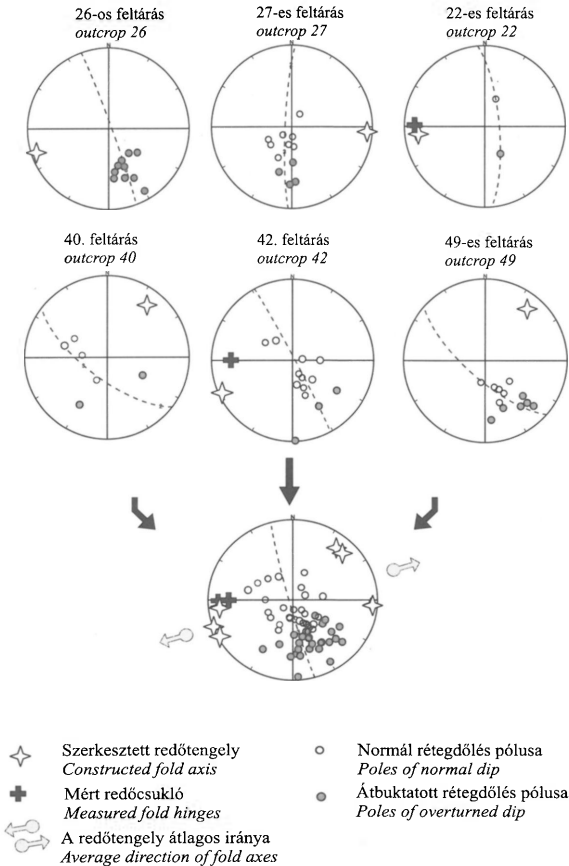 26-os feltárás
outcrop 26
27-es feltárás
outcrop 27
22-es feltárás
outcrop 22
N
N
N
40. feltárás
outcrop 40
42. feltárás
outcrop 42
49-es feltárás
outcrop 49
N
N
N
N
Szerkesztett redőtengely
Constructed fold axis
Normál rétegdőlés pólusa
Poles of normal dip
Mért redőcsukló
Measured fold hinges
Átbuktatott rétegdőlés pólusa
Poles of overturned dip
A redőtengely átlagos iránya
Average direction of fold axes